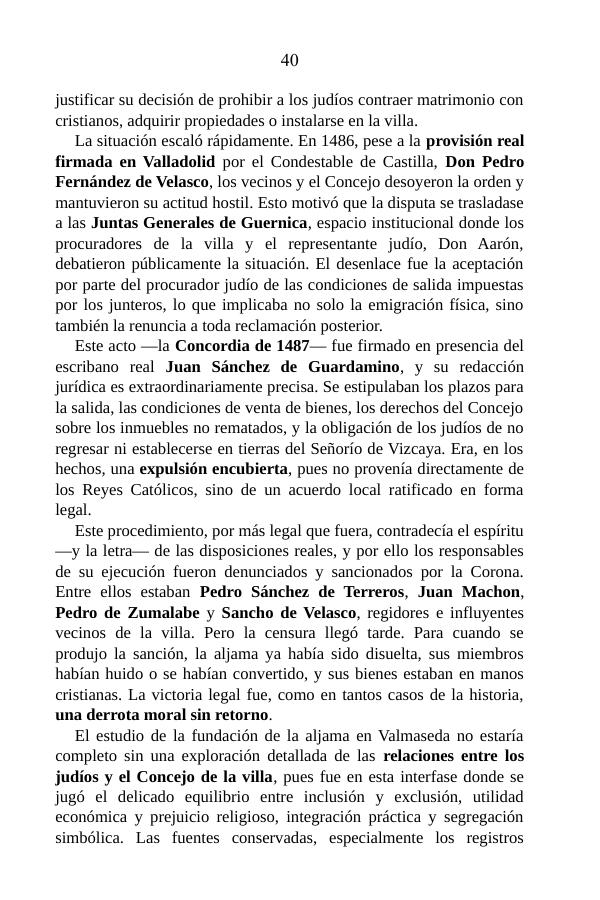 40
justificar su decisión de prohibir a los judíos contraer matrimonio con
cristianos, adquirir propiedades o instalarse en la villa.
La situación escaló rápidamente. En 1486, pese a la provisión real
firmada en Valladolid por el Condestable de Castilla, Don Pedro
Fernández de Velasco, los vecinos y el Concejo desoyeron la orden y
mantuvieron su actitud hostil. Esto motivó que la disputa se trasladase
a las Juntas Generales de Guernica, espacio institucional donde los
procuradores de la villa y el representante judío, Don Aarón,
debatieron públicamente la situación. El desenlace fue la aceptación
por parte del procurador judío de las condiciones de salida impuestas
por los junteros, lo que implicaba no solo la emigración física, sino
también la renuncia a toda reclamación posterior.
Este acto —la Concordia de 1487— fue firmado en presencia del
escribano real Juan Sánchez de Guardamino, y su redacción
jurídica es extraordinariamente precisa. Se estipulaban los plazos para
la salida, las condiciones de venta de bienes, los derechos del Concejo
sobre los inmuebles no rematados, y la obligación de los judíos de no
regresar ni establecerse en tierras del Señorío de Vizcaya. Era, en los
hechos, una expulsión encubierta, pues no provenía directamente de
los Reyes Católicos, sino de un acuerdo local ratificado en forma
legal.
Este procedimiento, por más legal que fuera, contradecía el espíritu
—y la letra— de las disposiciones reales, y por ello los responsables
de su ejecución fueron denunciados y sancionados por la Corona.
Entre ellos estaban Pedro Sánchez de Terreros, Juan Machon,
Pedro de Zumalabe y Sancho de Velasco, regidores e influyentes
vecinos de la villa. Pero la censura llegó tarde. Para cuando se
produjo la sanción, la aljama ya había sido disuelta, sus miembros
habían huido o se habían convertido, y sus bienes estaban en manos
cristianas. La victoria legal fue, como en tantos casos de la historia,
una derrota moral sin retorno.
El estudio de la fundación de la aljama en Valmaseda no estaría
completo sin una exploración detallada de las relaciones entre los
judíos y el Concejo de la villa, pues fue en esta interfase donde se
jugó el delicado equilibrio entre inclusión y exclusión, utilidad
económica y prejuicio religioso, integración práctica y segregación
simbólica. Las fuentes conservadas, especialmente los registros